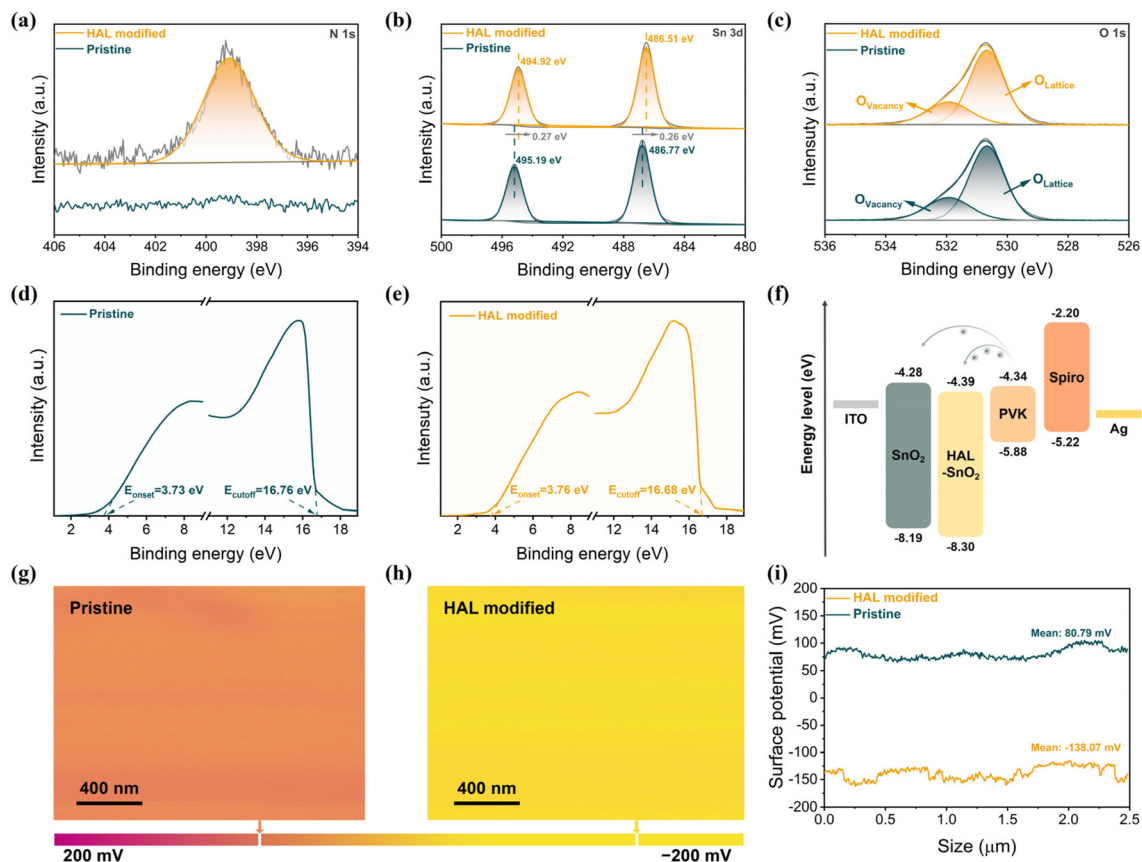 (a)
HAL modified
Pristine
N 1s
Intensity (a.u.)
406 404 402 400 398 396 394
Binding energy (eV)
(b)
HAL modified
Pristine
Sn 3d
486.51 eV
494.92 eV
0.27 eV
0.26 eV
495.19 eV
486.77 eV
Intensity (a.u.)
500 496 492 488 484 480
Binding energy (eV)
(c)
HAL modified
Pristine
O 1s
OLattice
OVacancy
OLattice
OVacancy
Intensity (a.u.)
536 534 532 530 528 526
Binding energy (eV)
(d)
Pristine
Intensity (a.u.)
Eonset=3.73 eV
Ecutoff=16.76 eV
2 4 6 8 12 14 16 18
Binding energy (eV)
(e)
HAL modified
Intensuty (a.u.)
Eonset=3.76 eV
Ecutoff=16.68 eV
2 4 6 8 12 15 18
Binding energy (eV)
(f)
Energy level (eV)
-2.20
-4.28
-4.39
-4.34
Spiro
ITO
PVK
Ag
SnO2
HAL
-SnO2
-5.88
-5.22
-8.19
-8.30
(g)
Pristine
400 nm
(h)
HAL modified
400 nm
200 mV
−200 mV
(i)
HAL modified
Pristine
Mean: 80.79 mV
Mean: -138.07 mV
Surface potential (mV)
200
150
100
50
0
-50
-100
-150
-200
0.0 0.5 1.0 1.5 2.0 2.5
Size (μm)